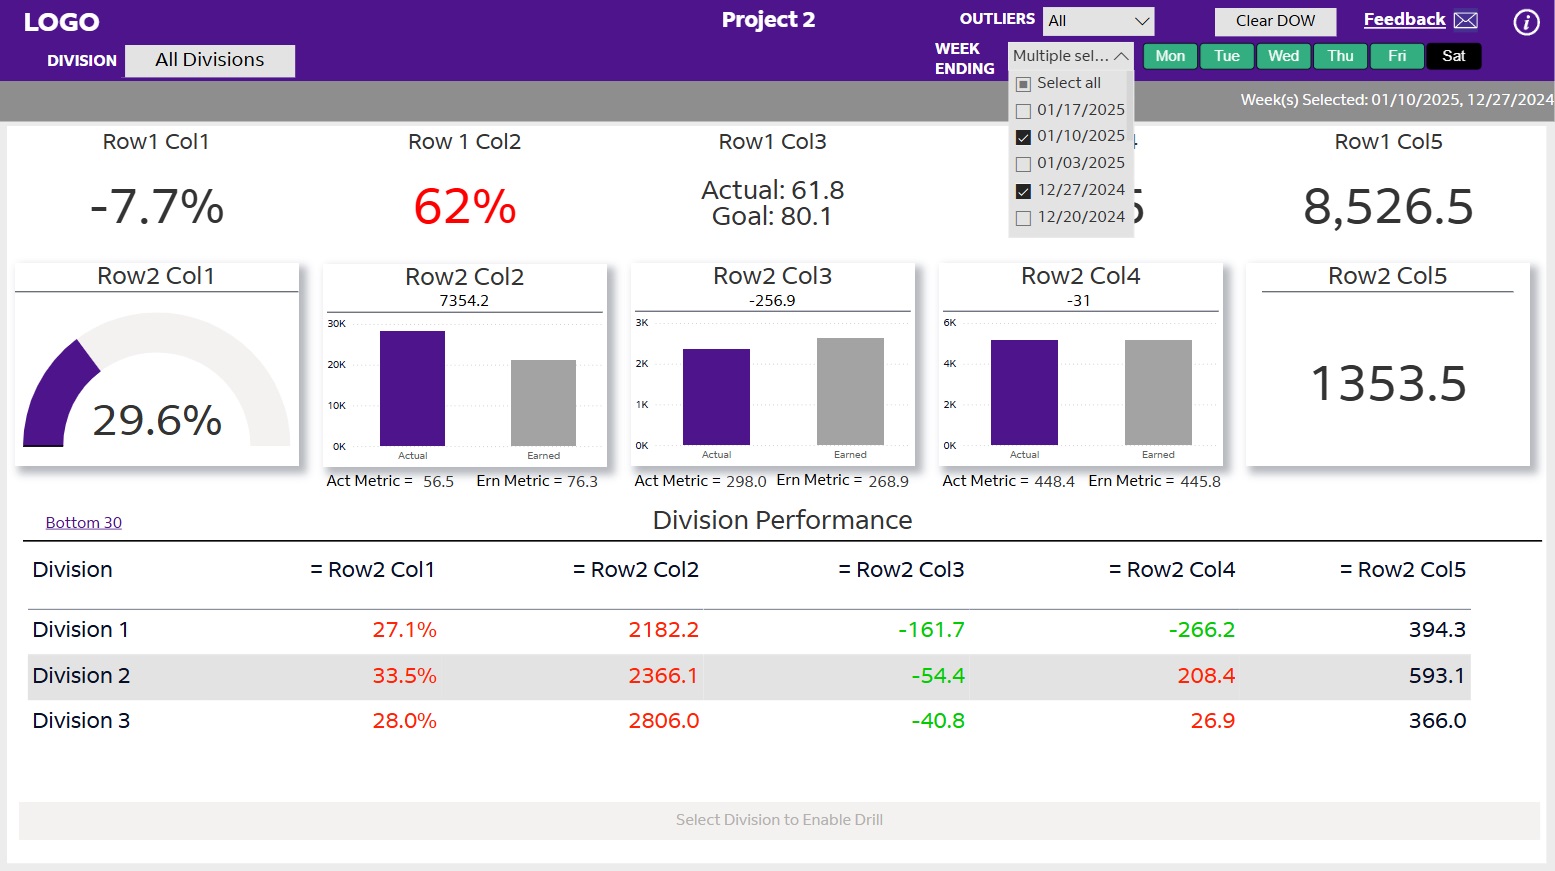 LOGO
Project 2
OUTLIERS All
Clear DOW
Feedback
i
DIVISION All Divisions
WEEK ENDING
Multiple sel...
Mon Tue Wed Thu Fri Sat
Select all
01/17/2025
01/10/2025
01/03/2025
12/27/2024
12/20/2024
Week(s) Selected: 01/10/2025, 12/27/2024
Row1 Col1
-7.7%
Row 1 Col2
62%
Row1 Col3
Actual: 61.8
Goal: 80.1
Row1 Col5
8,526.5
Row2 Col1
29.6%
Row2 Col2
7354.2
30K
20K
10K
0K
Actual Earned
Act Metric = 56.5 Ern Metric = 76.3
Row2 Col3
-256.9
3K
2K
1K
0K
Actual Earned
Act Metric = 298.0 Ern Metric = 268.9
Row2 Col4
-31
6K
4K
2K
0K
Actual Earned
Act Metric = 448.4 Ern Metric = 445.8
Row2 Col5
1353.5
Bottom 30
Division Performance
Division = Row2 Col1 = Row2 Col2 = Row2 Col3 = Row2 Col4 = Row2 Col5
Division 1 27.1% 2182.2 -161.7 -266.2 394.3
Division 2 33.5% 2366.1 -54.4 208.4 593.1
Division 3 28.0% 2806.0 -40.8 26.9 366.0
Select Division to Enable Drill